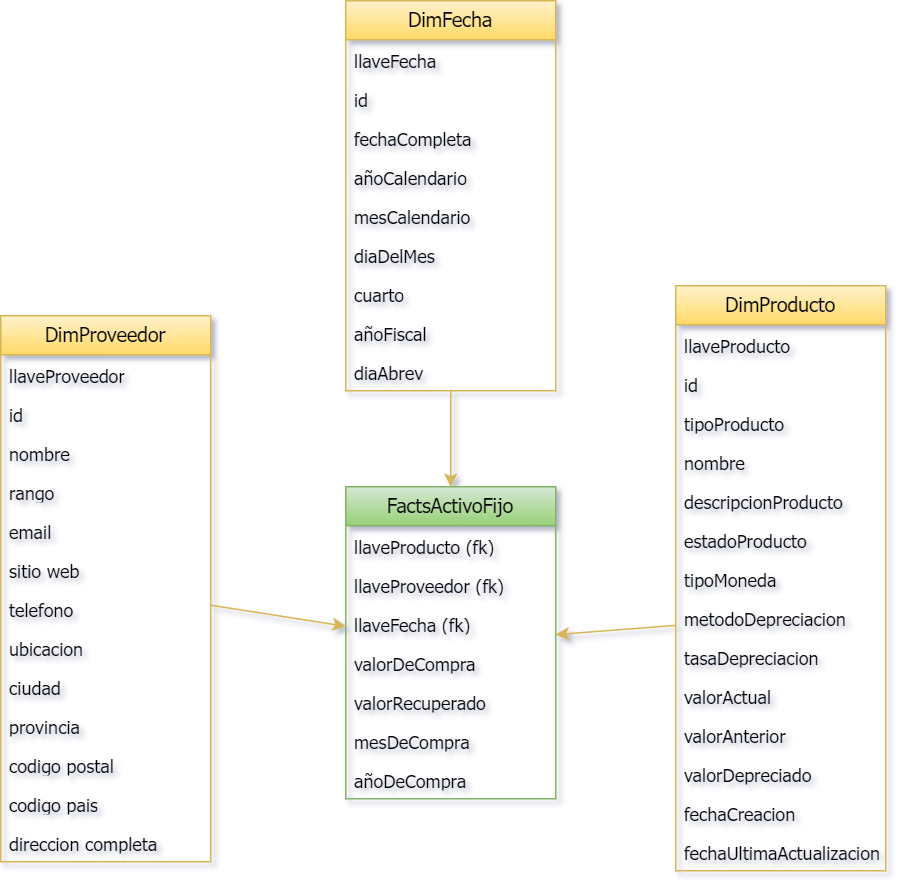 DimFecha
llaveFecha
id
fechaCompleta
añoCalendario
mesCalendario
diaDelMes
cuarto
añoFiscal
diaAbrev
DimProveedor
llaveProveedor
id
nombre
rango
email
sitio web
telefono
ubicacion
ciudad
provincia
codigo postal
codigo pais
direccion completa
FactsActivoFijo
llaveProducto (fk)
llaveProveedor (fk)
llaveFecha (fk)
valorDeCompra
valorRecuperado
mesDeCompra
añoDeCompra
DimProducto
llaveProducto
id
tipoProducto
nombre
descripcionProducto
estadoProducto
tipoMoneda
metodoDepreciacion
tasaDepreciacion
valorActual
valorAnterior
valorDepreciado
fechaCreacion
fechaUltimaActualizacion